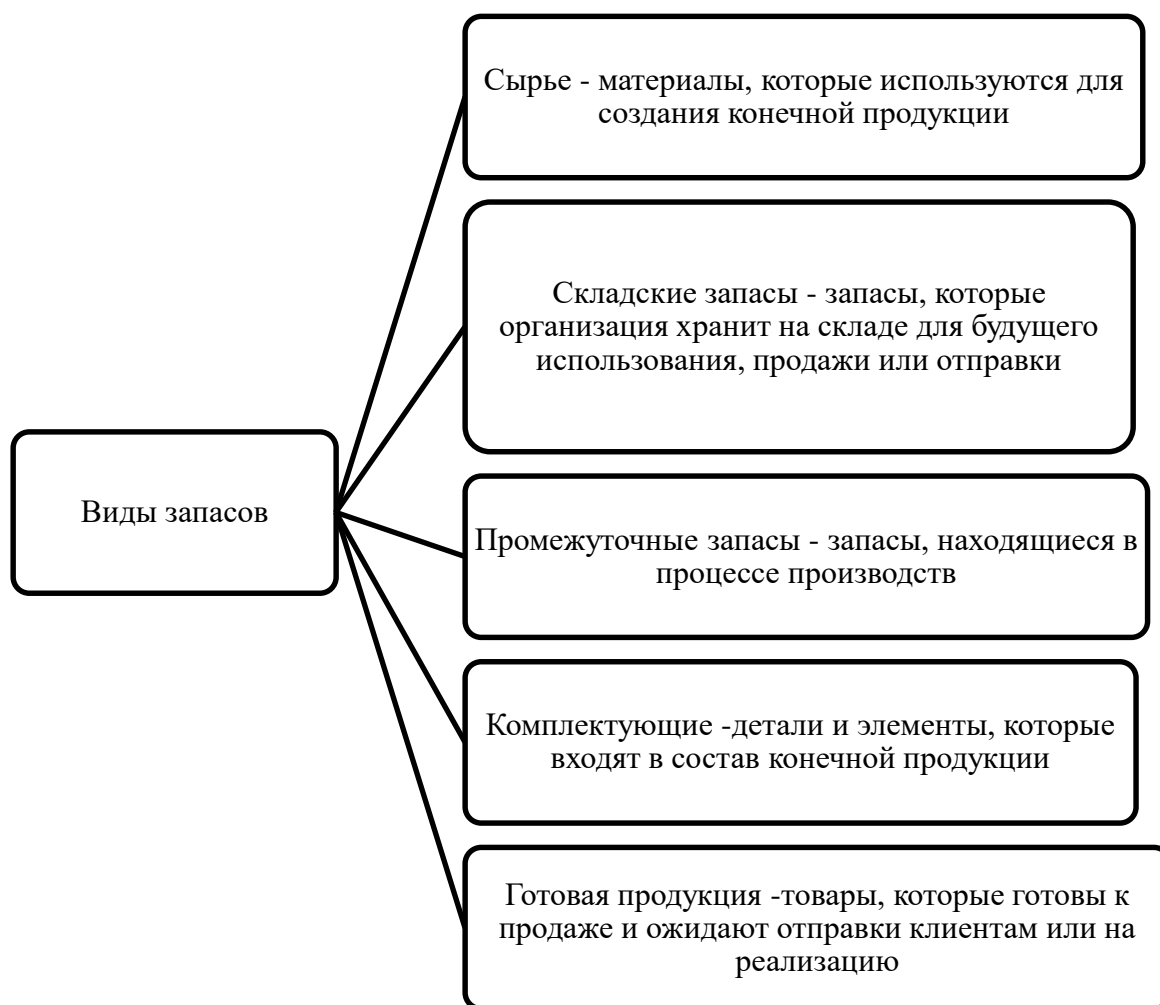 Сырье - материалы, которые используются для
создания конечной продукции
Складские запасы - запасы, которые
организация хранит на складе для будущего
использования, продажи или отправки
Виды запасов
Промежуточные запасы - запасы, находящиеся в
процессе производств
Комплектующие -детали и элементы, которые
входят в состав конечной продукции
Готовая продукция -товары, которые готовы к
продаже и ожидают отправки клиентам или на
реализацию